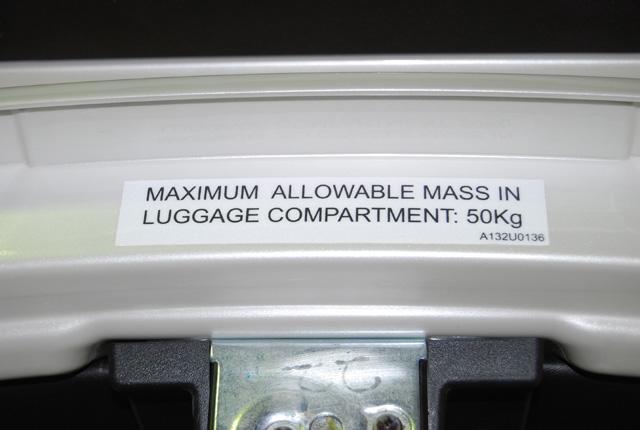 MAXIMUM ALLOWABLE MASS IN
LUGGAGE COMPARTMENT: 50Kg
A132U0136